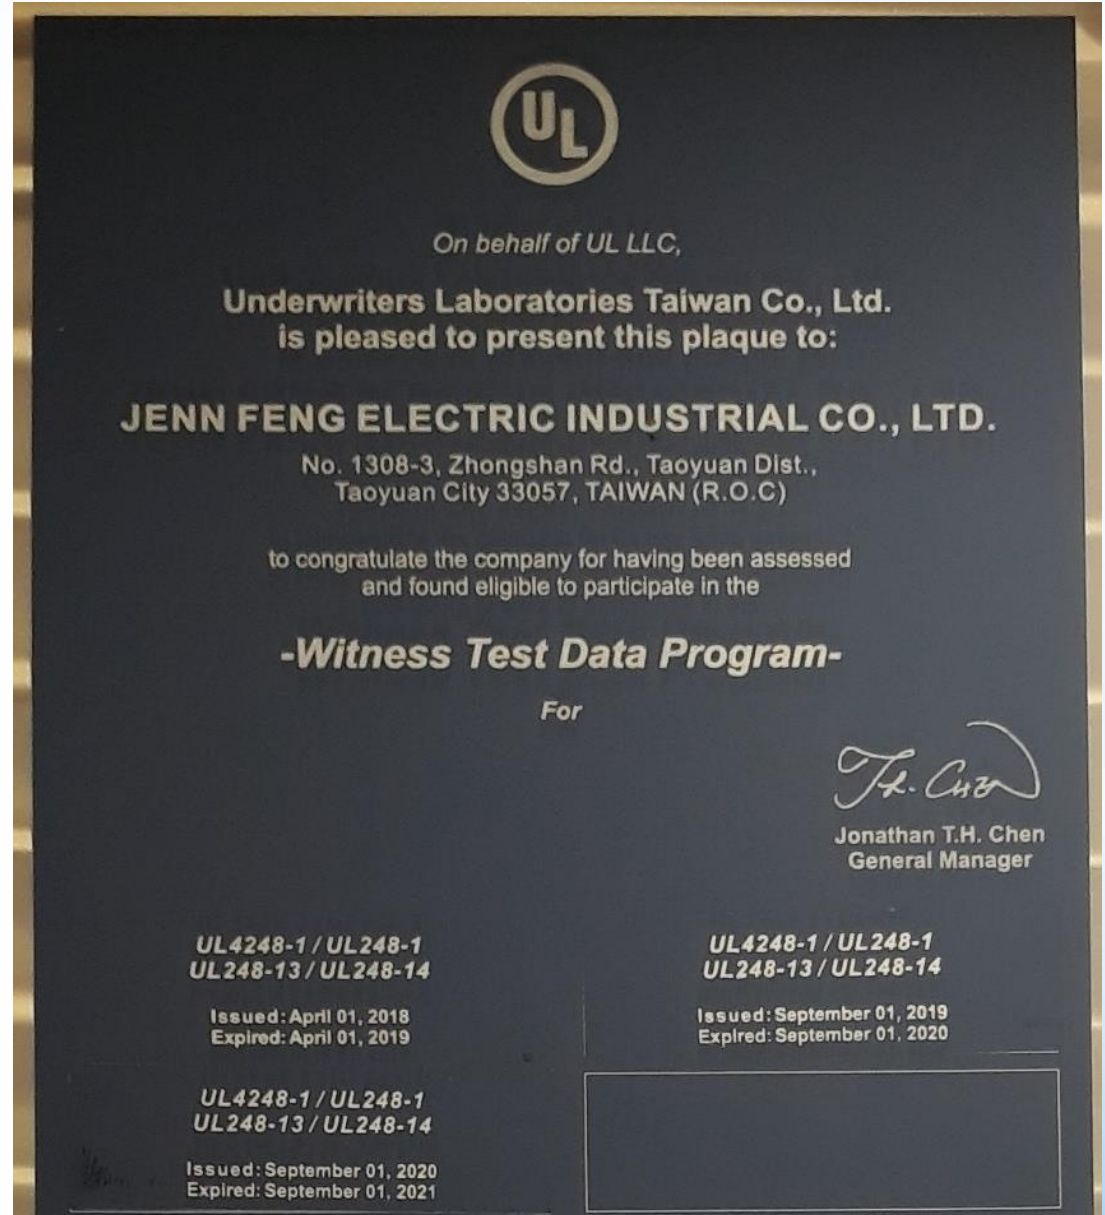 UL
On behalf of UL LLC,
Underwriters Laboratories Taiwan Co., Ltd.
is pleased to present this plaque to:
JENN FENG ELECTRIC INDUSTRIAL CO., LTD.
No. 1308-3, Zhongshan Rd., Taoyuan Dist.,
Taoyuan City 33057, TAIWAN (R.O.C)
to congratulate the company for having been assessed
and found eligible to participate in the
-Witness Test Data Program-
For
Jonathan T.H. Chen
General Manager
UL4248-1 / UL248-1
UL248-13 / UL248-14
Issued: April 01, 2018
Expired: April 01, 2019
UL4248-1 / UL248-1
UL248-13 / UL248-14
Issued: September 01, 2019
Expired: September 01, 2020
UL4248-1 / UL248-1
UL248-13 / UL248-14
Issued: September 01, 2020
Expired: September 01, 2021